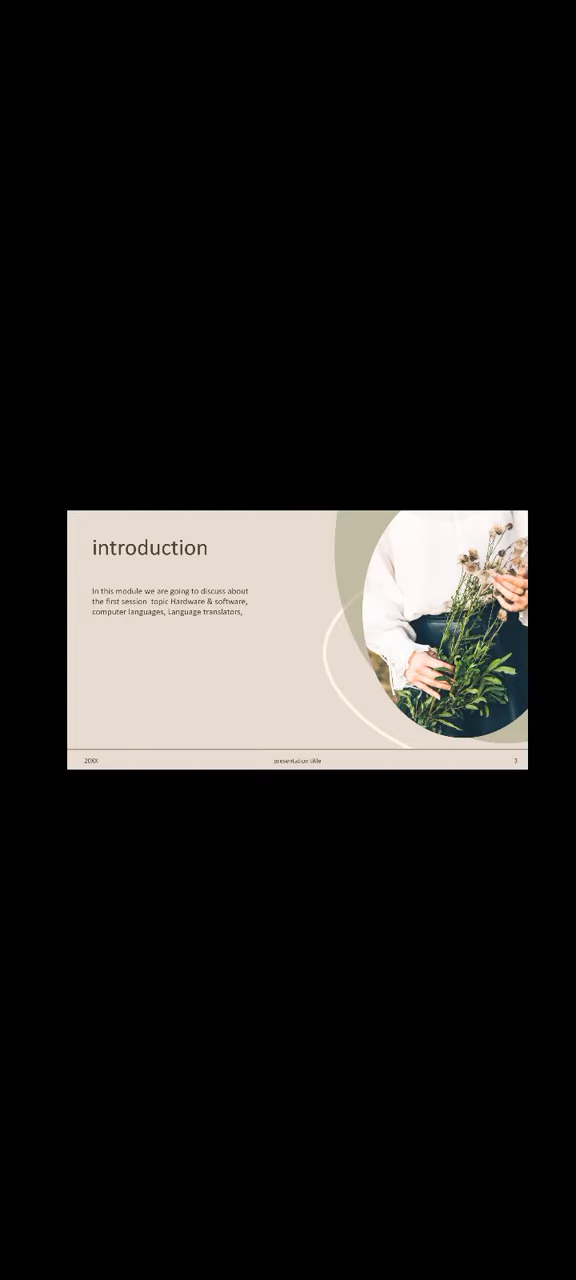 introduction
In this module we are going to discuss about
the first session topic Hardware & software,
computer languages, Language translators,
20XX
presentation title
3